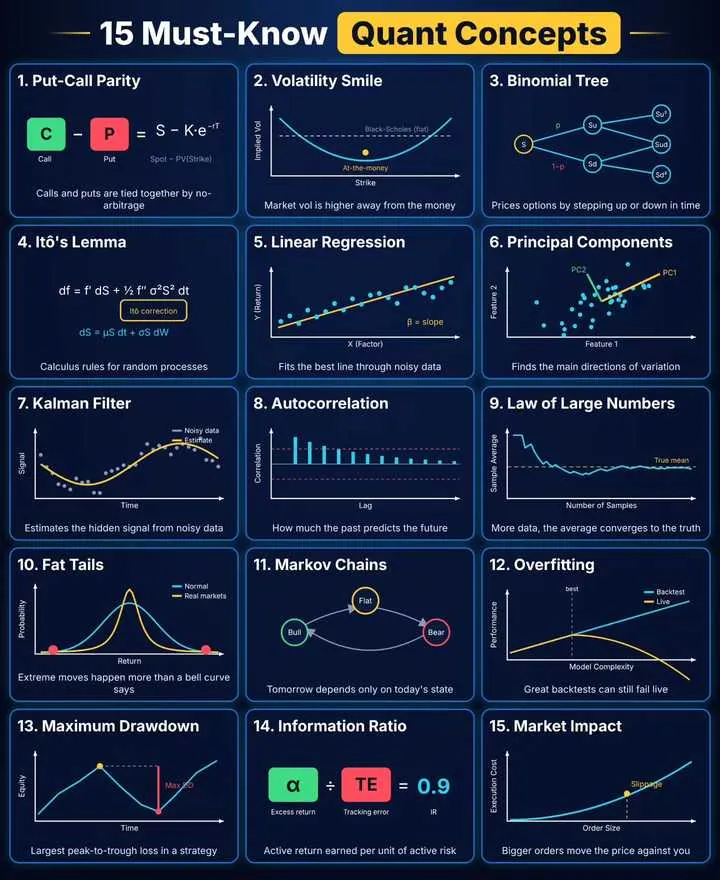 15 Must-Know Quant Concepts
1. Put-Call Parity
C − P = S − K·e⁻ʳᵀ
Call Put Spot − PV(Strike)
Calls and puts are tied together by no-
arbitrage
2. Volatility Smile
Implied Vol
Black-Scholes (flat)
At-the-money
Strike
Market vol is higher away from the money
3. Binomial Tree
S
p
1−p
Su
Sd
Su²
Sud
Sd²
Prices options by stepping up or down in time
4. Itô's Lemma
df = f' dS + ½ f'' σ²S² dt
Itô correction
dS = μS dt + σS dW
Calculus rules for random processes
5. Linear Regression
Y (Return)
β = slope
X (Factor)
Fits the best line through noisy data
6. Principal Components
Feature 2
PC2
PC1
Feature 1
Finds the main directions of variation
7. Kalman Filter
Signal
Noisy data
Estimate
Time
Estimates the hidden signal from noisy data
8. Autocorrelation
Correlation
Lag
How much the past predicts the future
9. Law of Large Numbers
Sample Average
True mean
Number of Samples
More data, the average converges to the truth
10. Fat Tails
Probability
Normal
Real markets
Return
Extreme moves happen more than a bell curve
says
11. Markov Chains
Flat
Bull
Bear
Tomorrow depends only on today's state
12. Overfitting
Performance
best
Backtest
Live
Model Complexity
Great backtests can still fail live
13. Maximum Drawdown
Equity
Max DD
Time
Largest peak-to-trough loss in a strategy
14. Information Ratio
α ÷ TE = 0.9
Excess return Tracking error IR
Active return earned per unit of active risk
15. Market Impact
Execution Cost
Slippage
Order Size
Bigger orders move the price against you